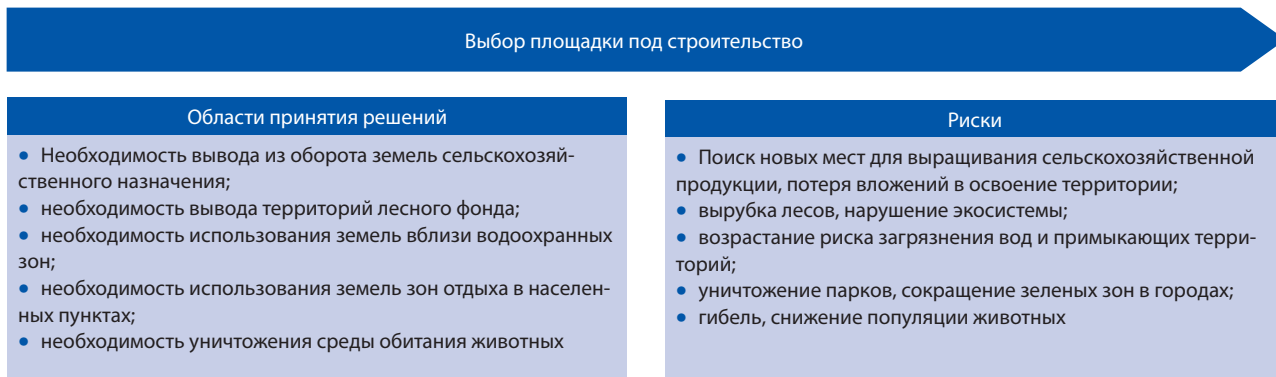 Выбор площадки под строительство
Области принятия решений
• Необходимость вывода из оборота земель сельскохозяй-
ственного назначения;
• необходимость вывода территорий лесного фонда;
• необходимость использования земель вблизи водоохранных
зон;
• необходимость использования земель зон отдыха в населен-
ных пунктах;
• необходимость уничтожения среды обитания животных
Риски
• Поиск новых мест для выращивания сельскохозяйственной
продукции, потеря вложений в освоение территории;
• вырубка лесов, нарушение экосистемы;
• возрастание риска загрязнения вод и примыкающих терри-
торий;
• уничтожение парков, сокращение зеленых зон в городах;
• гибель, снижение популяции животных